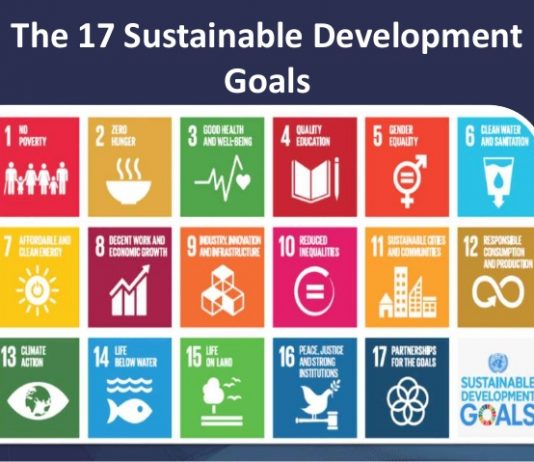 The 17 Sustainable Development
Goals
1 NO
POVERTY
2 ZERO
HUNGER
3 GOOD HEALTH
AND WELL-BEING
4 QUALITY
EDUCATION
5 GENDER
EQUALITY
6 CLEAN WATER
AND SANITATION
7 AFFORDABLE AND
CLEAN ENERGY
8 DECENT WORK AND
ECONOMIC GROWTH
9 INDUSTRY, INNOVATION
AND INFRASTRUCTURE
10 REDUCED
INEQUALITIES
11 SUSTAINABLE CITIES
AND COMMUNITIES
12 RESPONSIBLE
CONSUMPTION
AND PRODUCTION
13 CLIMATE
ACTION
14 LIFE
BELOW WATER
15 LIFE
ON LAND
16 PEACE, JUSTICE
AND STRONG
INSTITUTIONS
17 PARTNERSHIPS
FOR THE GOALS
SUSTAINABLE
DEVELOPMENT
GOALS